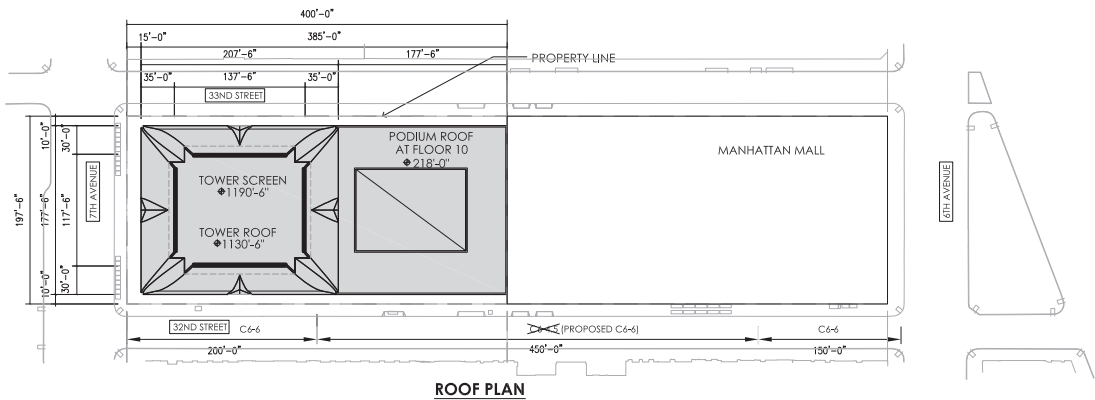 400'-0"
15'-0"
385'-0"
207'-6"
177'-6"
PROPERTY LINE
35'-0"
137'-6"
35'-0"
33ND STREET
10'-0"
30'-0"
PODIUM ROOF
AT FLOOR 10
218'-0"
MANHATTAN MALL
TOWER SCREEN
1190'-6"
7TH AVENUE
197'-6"
177'-6"
117'-6"
6TH AVENUE
TOWER ROOF
1130'-6"
10'-0"
30'-0"
32ND STREET
C6-6
C6-4.5 (PROPOSED C6-6)
C6-6
200'-0"
450'-0"
150'-0"
ROOF PLAN